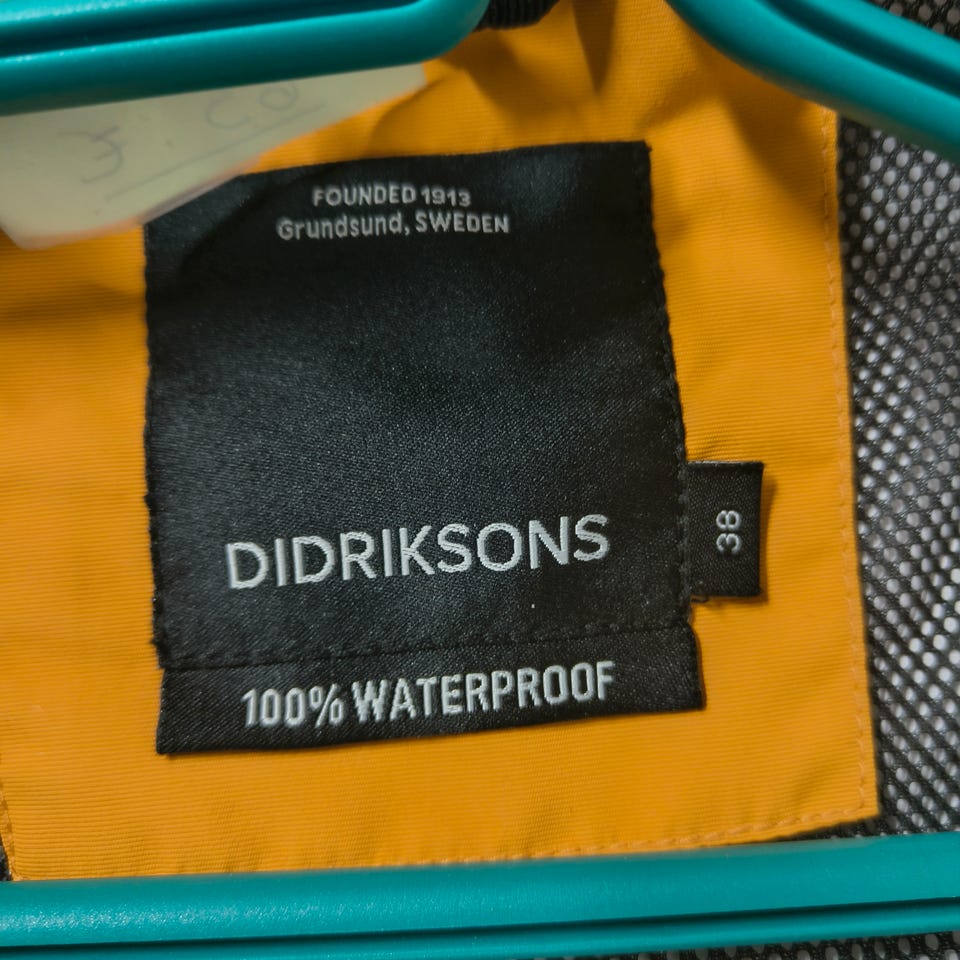 FOUNDED 1913
Grundsund, SWEDEN
DIDRIKSONS
38
100% WATERPROOF